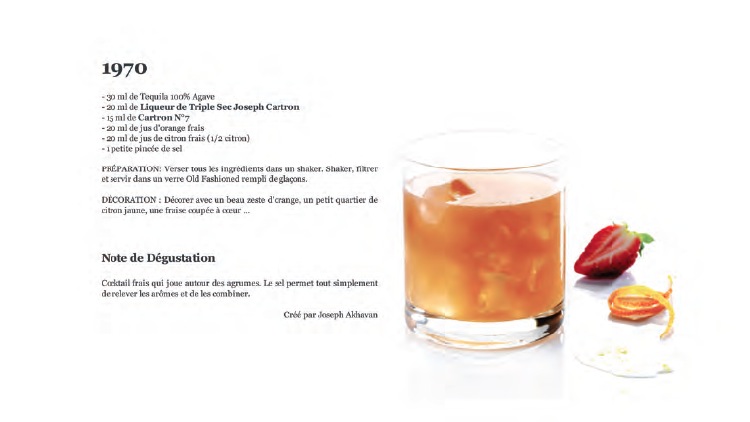 1970
- 30 ml de Tequila 100% Agave
- 20 ml de Liqueur de Triple Sec Joseph Cartron
- 15 ml de Cartron N°7
- 20 ml de jus d'orange frais
- 20 ml de jus de citron frais (1/2 citron)
- 1 petite pincée de sel
PRÉPARATION: Verser tous les ingrédients dans un shaker. Shaker, filtrer
et servir dans un verre Old Fashioned rempli de glaçons.
DÉCORATION : Décorer avec un beau zeste d'orange, un petit quartier de
citron jaune, une fraise coupée à cœur ...
Note de Dégustation
Cocktail frais qui joue autour des agrumes. Le sel permet tout simplement
de relever les arômes et de les combiner.
Créé par Joseph Akhavan